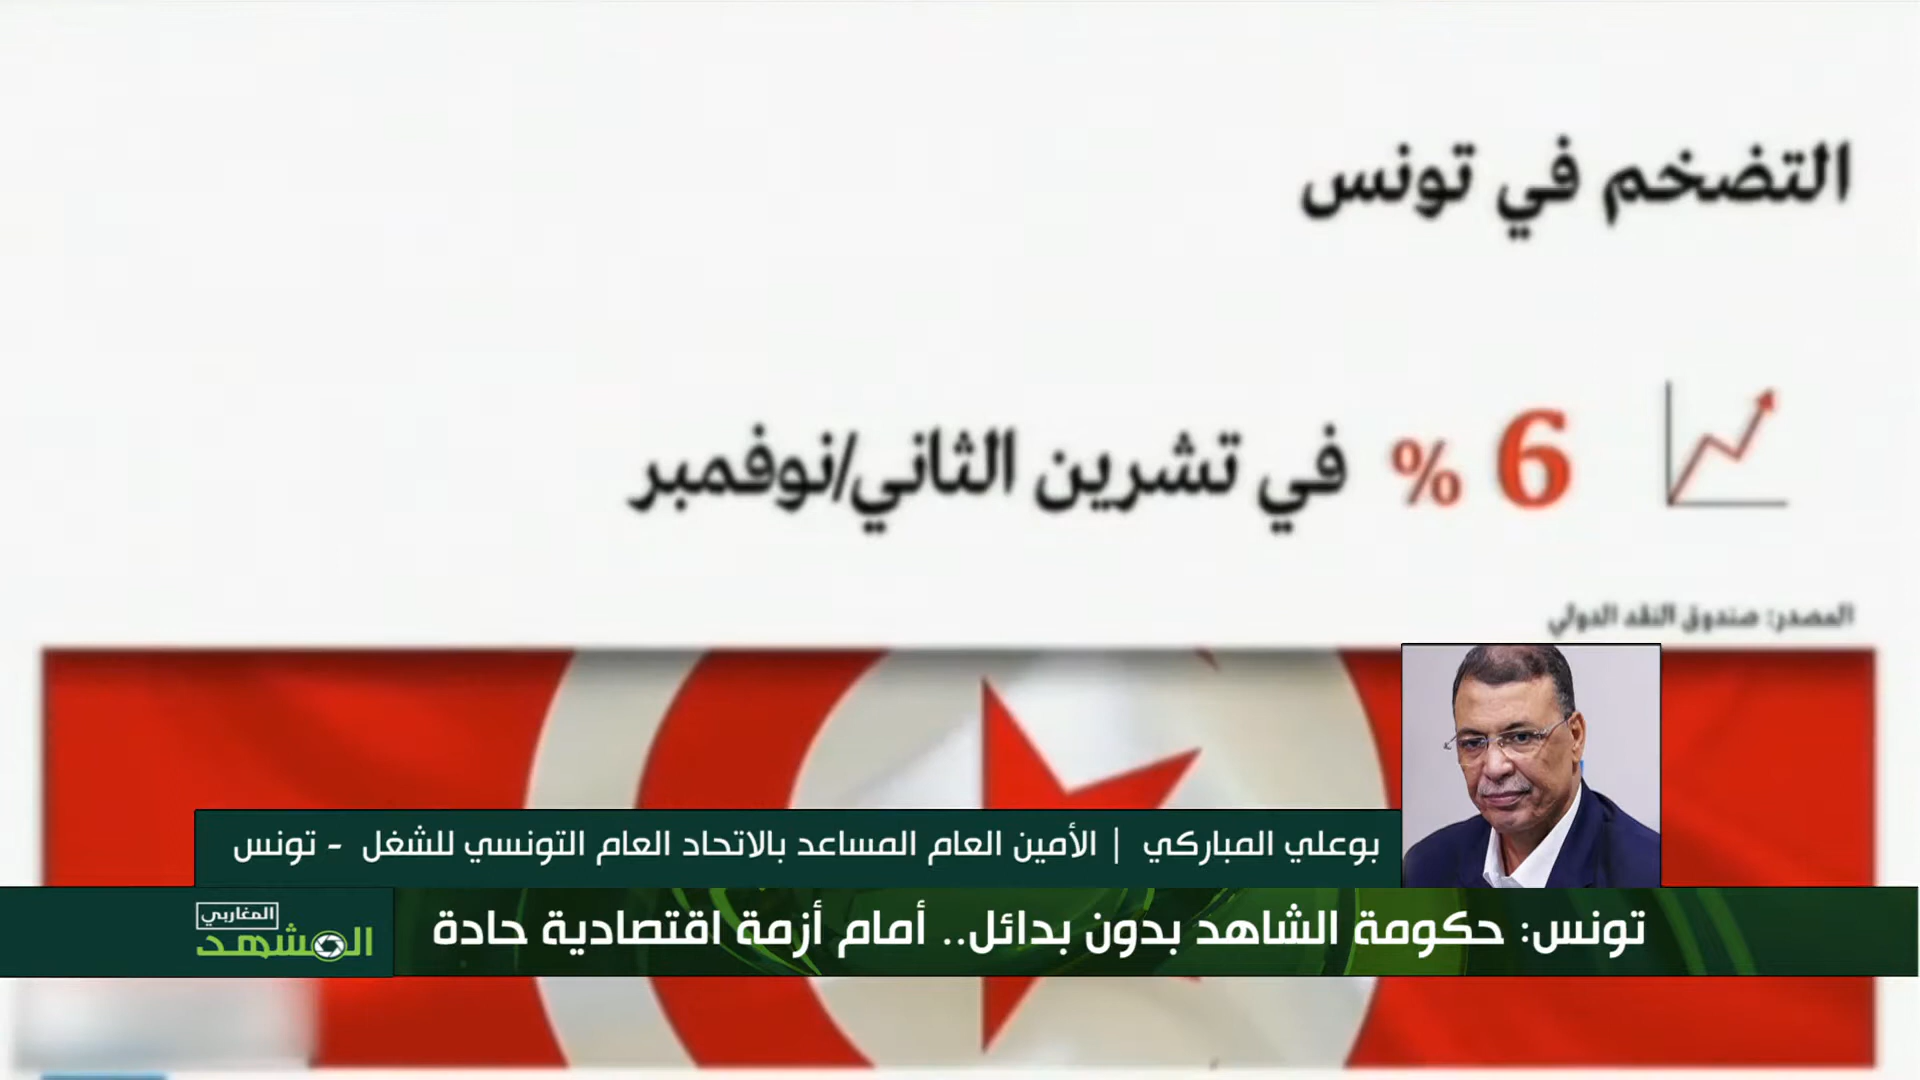 التضخم في تونس
6 % في تشرين الثاني/نوفمبر
المصدر: صندوق النقد الدولي
بوعلي المباركي | الأمين العام المساعد بالاتحاد العام التونسي للشغل - تونس
تونس: حكومة الشاهد بدون بدائل.. أمام أزمة اقتصادية حادة
المغاربي
المشهد